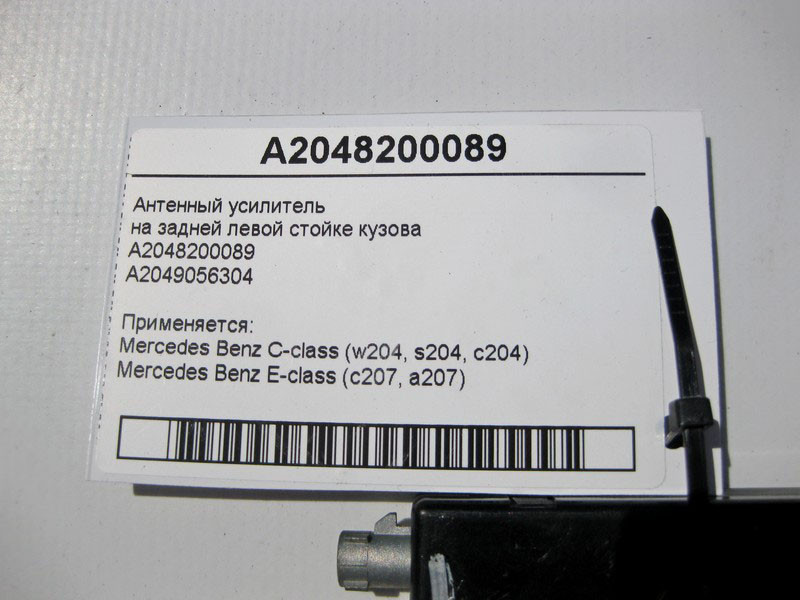 A2048200089
Антенный усилитель
на задней левой стойке кузова
A2048200089
A2049056304
Применяется:
Mercedes Benz C-class (w204, s204, c204)
Mercedes Benz E-class (c207, a207)